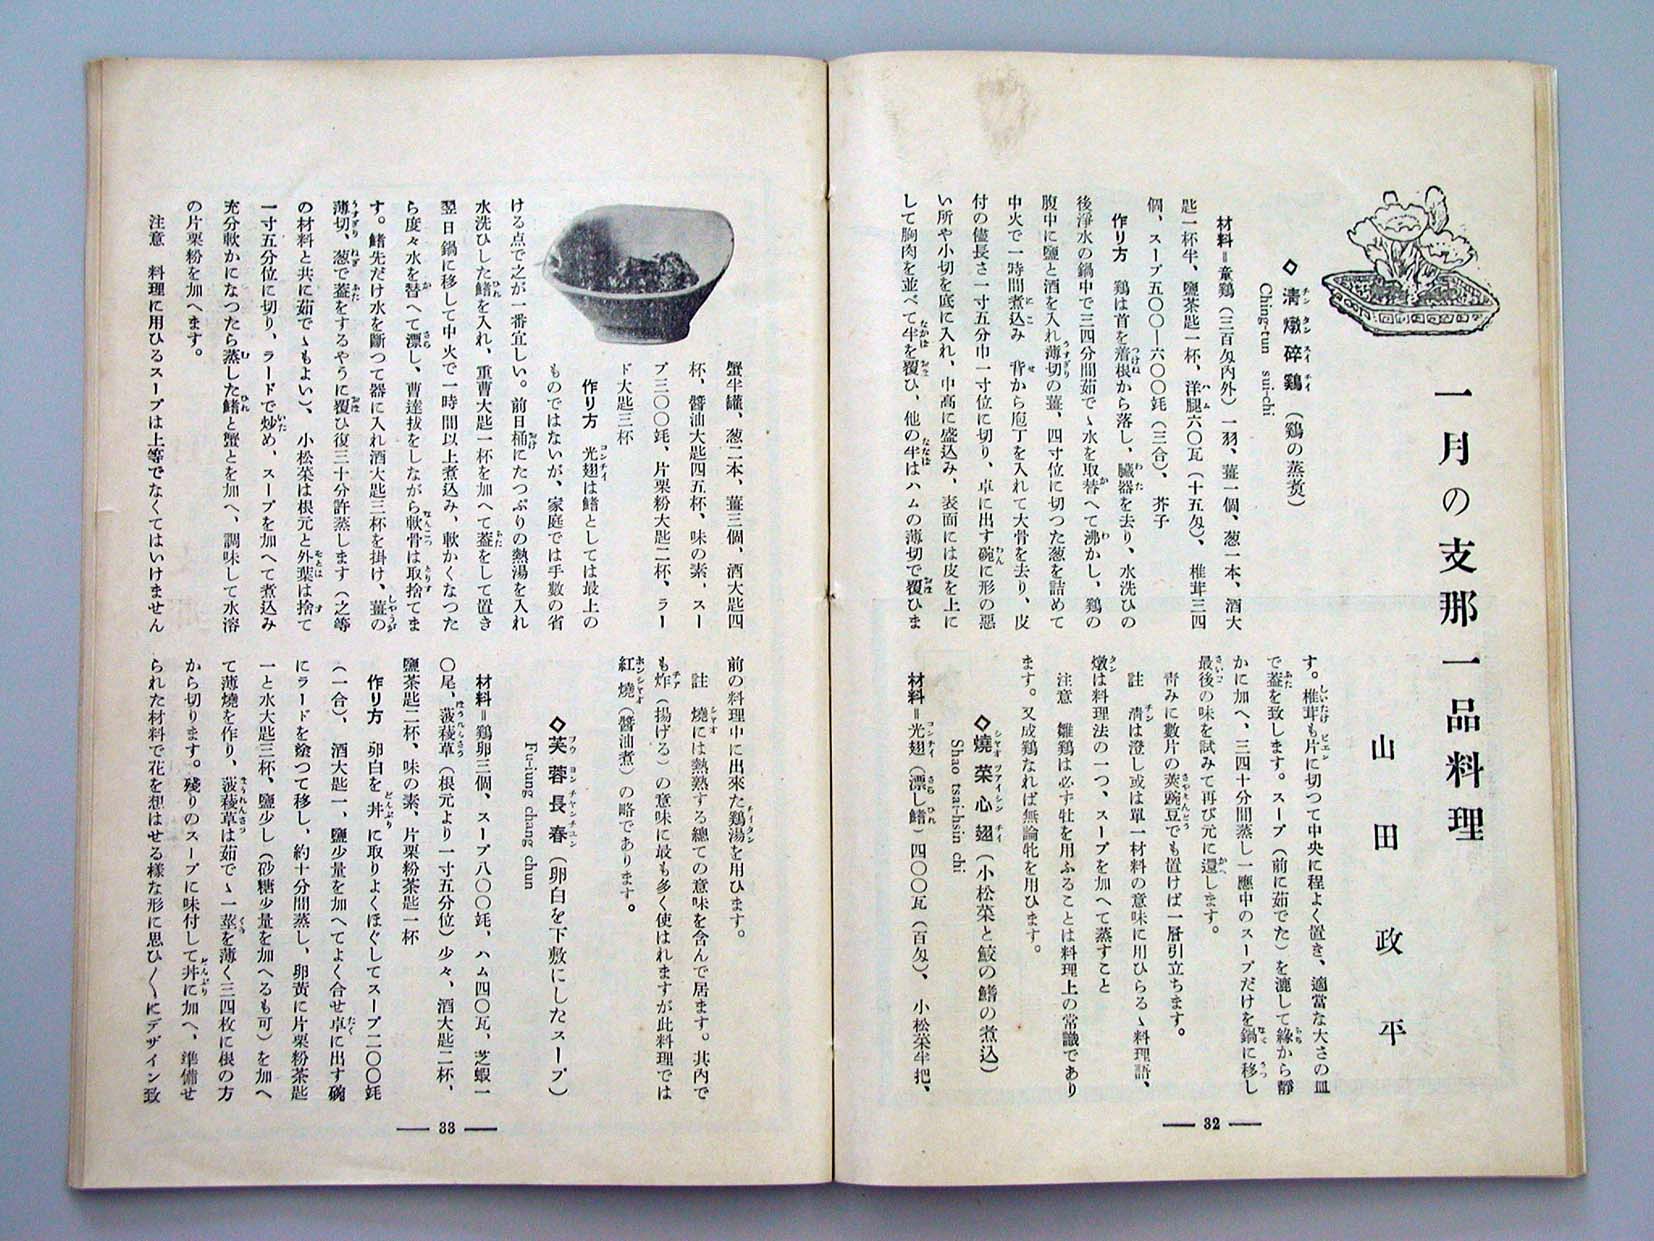 一月の支那一品料理
山田政平
◇淸燉碎鷄（鷄の蒸煑）
チンタンスイチイ
Ching-tun sui-chi
材料＝童鷄（三百匁内外）一羽、薑一個、葱一本、酒大
匙一杯半、鹽茶匙一杯、洋腿六〇瓦（十五匁）、椎茸三四
個、スープ五〇〇―六〇〇竓（三合）、芥子
作り方　鷄は首を着根から落し、臓器を去り、水洗ひの
後淨水の鍋中で三四分間茹でゝ水を取替へて沸かし、鷄の
腹中に鹽と酒を入れ薄切の薑、四寸位に切つた葱を詰めて
中火で一時間煮込み　背から庖丁を入れて大骨を去り、皮
付の儘長さ一寸五分巾一寸位に切り、卓に出す碗に形の惡
い所や小切を底に入れ、中高に盛込み、表面には皮を上に
して胸肉を並べて半を覆ひ、他の半はハムの薄切で覆ひま
す。椎茸も片に切つて中央に程よく置き、適當な大さの皿
で蓋を致します。スープ（前に茹でた）を漉して緣から靜
かに加へ、三四十分間蒸し一應中のスープだけを鍋に移し
最後の味を試みて再び元に還します。
靑みに數片の莢豌豆でも置けば一層引立ちます。
註　淸は澄し或は單一材料の意味に用ひらるゝ料理語、
燉は料理法の一つ、スープを加へて蒸すこと
注意　雛鷄は必ず牡を用ふることは料理上の常識であり
ます。又成鷄なれば無論牝を用ひます。
◇燒菜心翅（小松菜と鮫の鰭の煮込）
シヤオツアイシンチイ
Shao tsai-hsin chi
材料＝光翅（漂し鰭）四〇〇瓦（百匁）、小松菜半把、
― 32 ―
蟹半罐、葱二本、薑三個、酒大匙四
杯、醬油大匙四五杯、味の素、スー
プ三〇〇竓、片栗粉大匙二杯、ラー
ド大匙三杯
作り方　光翅は鰭としては最上の
ものではないが、家庭では手數の省
ける点で之が一番宜しい。前日桶にたつぷりの熱湯を入れ
水洗ひした鰭を入れ、重曹大匙一杯を加へて蓋をして置き
翌日鍋に移して中火で一時間以上煮込み、軟かくなつた
ら度々水を替へて漂し、曹達拔をしながら軟骨は取捨てま
す。鰭先だけ水を斷つて器に入れ酒大匙三杯を掛け、薑の
薄切、葱で蓋をするやうに覆ひ復三十分許蒸します（之等
の材料と共に茹でゝもよい）、小松菜は根元と外葉は捨て
一寸五分位に切り、ラードで炒め、スープを加へて煮込み
充分軟かになつたら蒸した鰭と蟹とを加へ、調味して水溶
の片栗粉を加へます。
注意　料理に用ひるスープは上等でなくてはいけません
前の料理中に出來た鷄湯を用ひます。
註　燒には熱熟する總ての意味を含んで居ます。其内で
も炸（揚げる）の意味に最も多く使はれますが此料理では
紅燒（醬油煮）の略であります。
◇芙蓉長春（卵白を下敷にしたスープ）
フウヨンチヤンチユン
Fu-jung chang chun
材料＝鷄卵三個、スープ八〇〇竓、ハム四〇瓦、芝蝦一
〇尾、菠薐草（根元より一寸五分位）少々、酒大匙二杯、
鹽茶匙二杯、味の素、片栗粉茶匙一杯
作り方　卵白を丼に取りよくほぐしてスープ二〇〇竓
（一合）、酒大匙一、鹽少量を加へてよく合せ卓に出す碗
にラードを塗つて移し、約十分間蒸し、卵黄に片栗粉茶匙
一と水大匙三杯、鹽少し（砂糖少量を加へるも可）を加へ
て薄燒を作り、菠薐草は茹でゝ一莖を薄く三四枚に根の方
から切ります。殘りのスープに味付して丼に加へ、準備せ
られた材料で花を想はせる樣な形に思ひ〱にデザイン致
― 33 ―